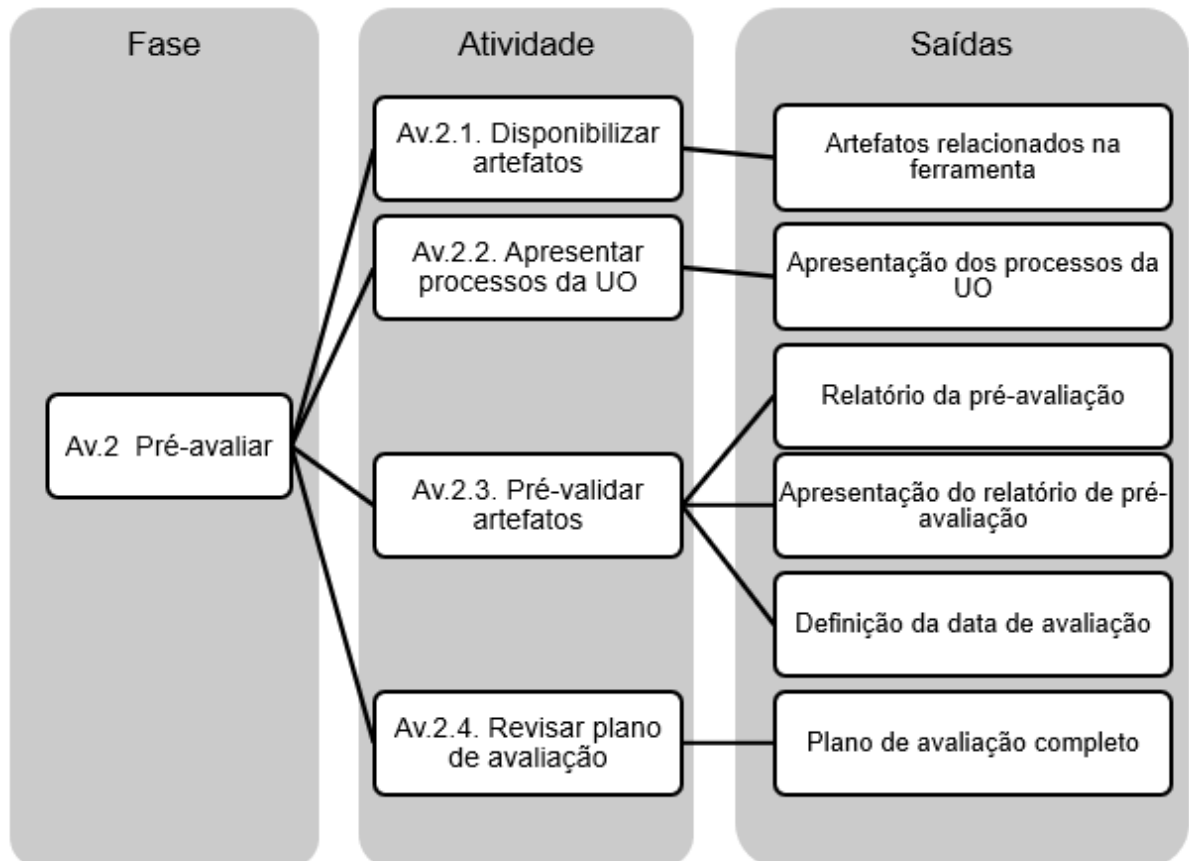 Fase
Atividade
Saídas
Av.2 Pré-avaliar
Av.2.1. Disponibilizar
artefatos
Av.2.2. Apresentar
processos da UO
Av.2.3. Pré-validar
artefatos
Av.2.4. Revisar plano
de avaliação
Artefatos relacionados na
ferramenta
Apresentação dos processos da
UO
Relatório da pré-avaliação
Apresentação do relatório de pré-
avaliação
Definição da data de avaliação
Plano de avaliação completo